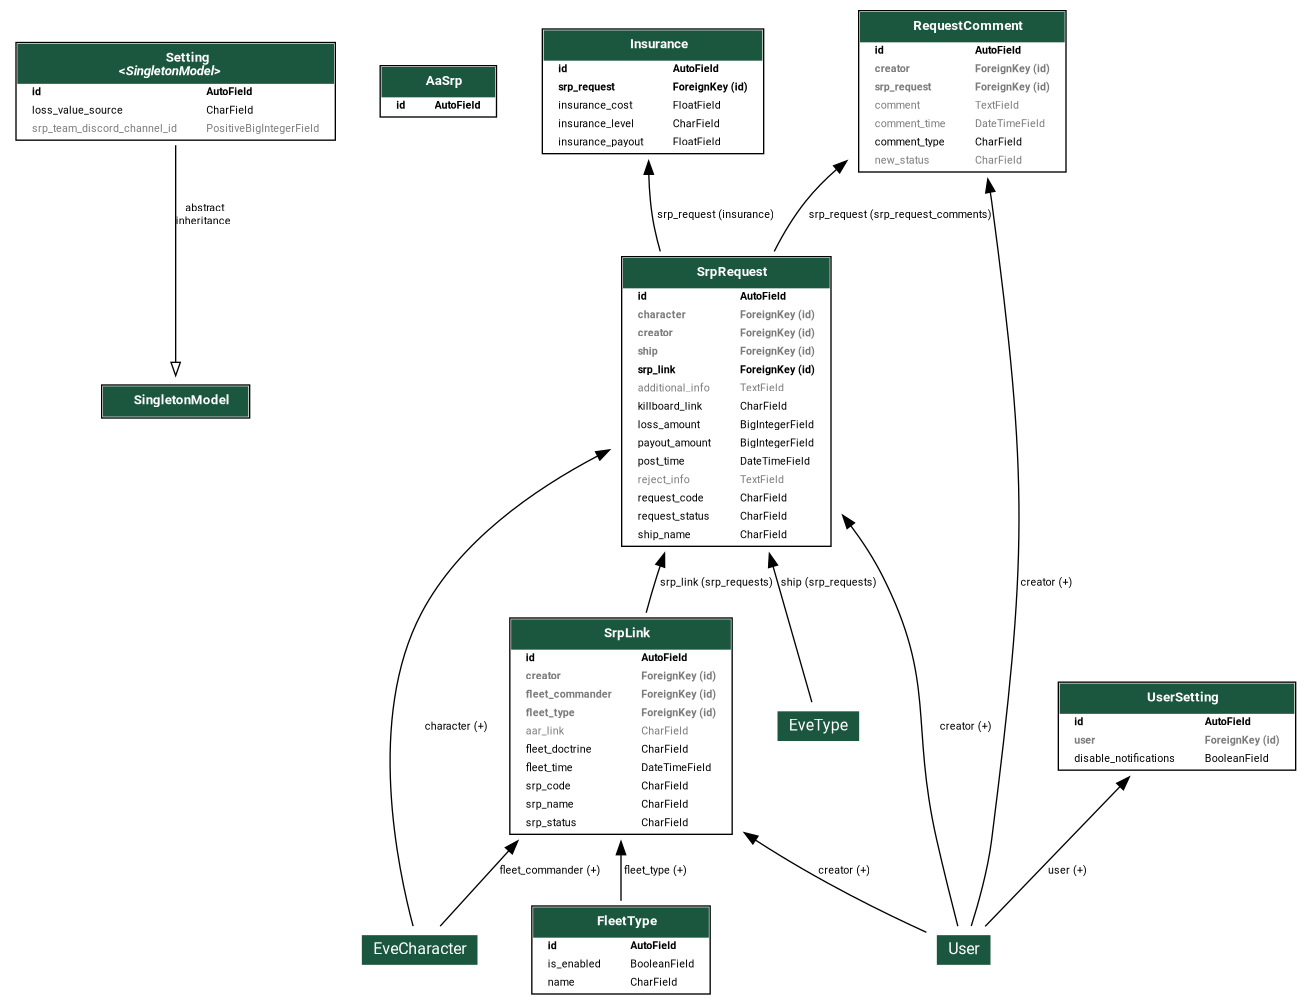 Setting
<SingletonModel>
id AutoField
loss_value_source CharField
srp_team_discord_channel_id PositiveBigIntegerField
AaSrp
id AutoField
Insurance
id AutoField
srp_request ForeignKey (id)
insurance_cost FloatField
insurance_level CharField
insurance_payout FloatField
RequestComment
id AutoField
creator ForeignKey (id)
srp_request ForeignKey (id)
comment TextField
comment_time DateTimeField
comment_type CharField
new_status CharField
abstract
inheritance
srp_request (insurance)
srp_request (srp_request_comments)
SingletonModel
SrpRequest
id AutoField
character ForeignKey (id)
creator ForeignKey (id)
ship ForeignKey (id)
srp_link ForeignKey (id)
additional_info TextField
killboard_link CharField
loss_amount BigIntegerField
payout_amount BigIntegerField
post_time DateTimeField
reject_info TextField
request_code CharField
request_status CharField
ship_name CharField
srp_link (srp_requests)
ship (srp_requests)
creator (+)
SrpLink
id AutoField
creator ForeignKey (id)
fleet_commander ForeignKey (id)
fleet_type ForeignKey (id)
aar_link CharField
fleet_doctrine CharField
fleet_time DateTimeField
srp_code CharField
srp_name CharField
srp_status CharField
EveType
UserSetting
id AutoField
user ForeignKey (id)
disable_notifications BooleanField
character (+)
creator (+)
fleet_commander (+)
fleet_type (+)
creator (+)
user (+)
EveCharacter
FleetType
id AutoField
is_enabled BooleanField
name CharField
User